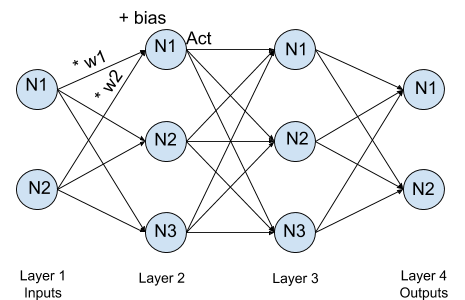 + bias
Act
* w1
* w2
N1
N2
N1
N2
N3
N1
N2
N3
N1
N2
Layer 1
Inputs
Layer 2
Layer 3
Layer 4
Outputs